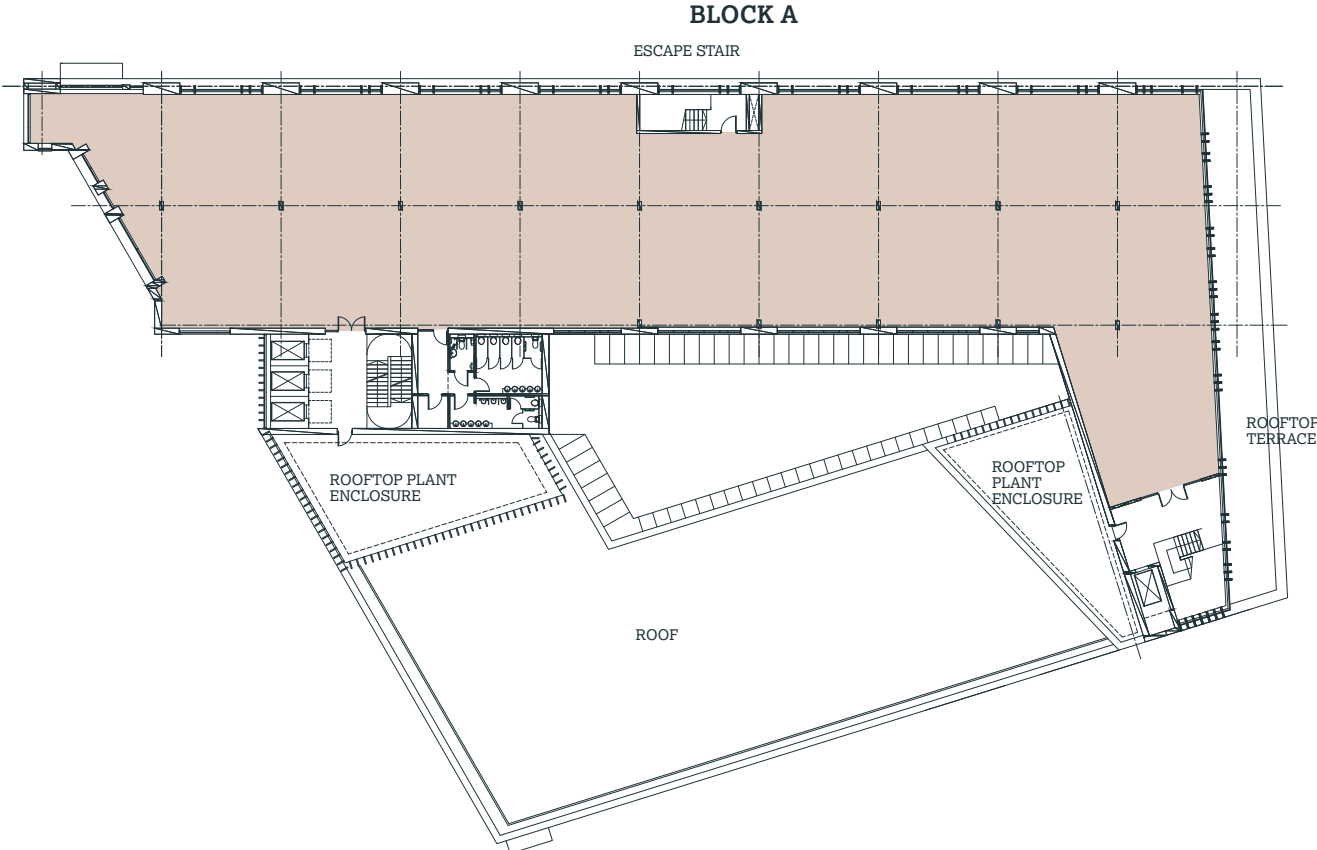 BLOCK A
ESCAPE STAIR
ROOFTOP
TERRACE
ROOFTOP
PLANT
ENCLOSURE
ROOFTOP PLANT
ENCLOSURE
ROOF